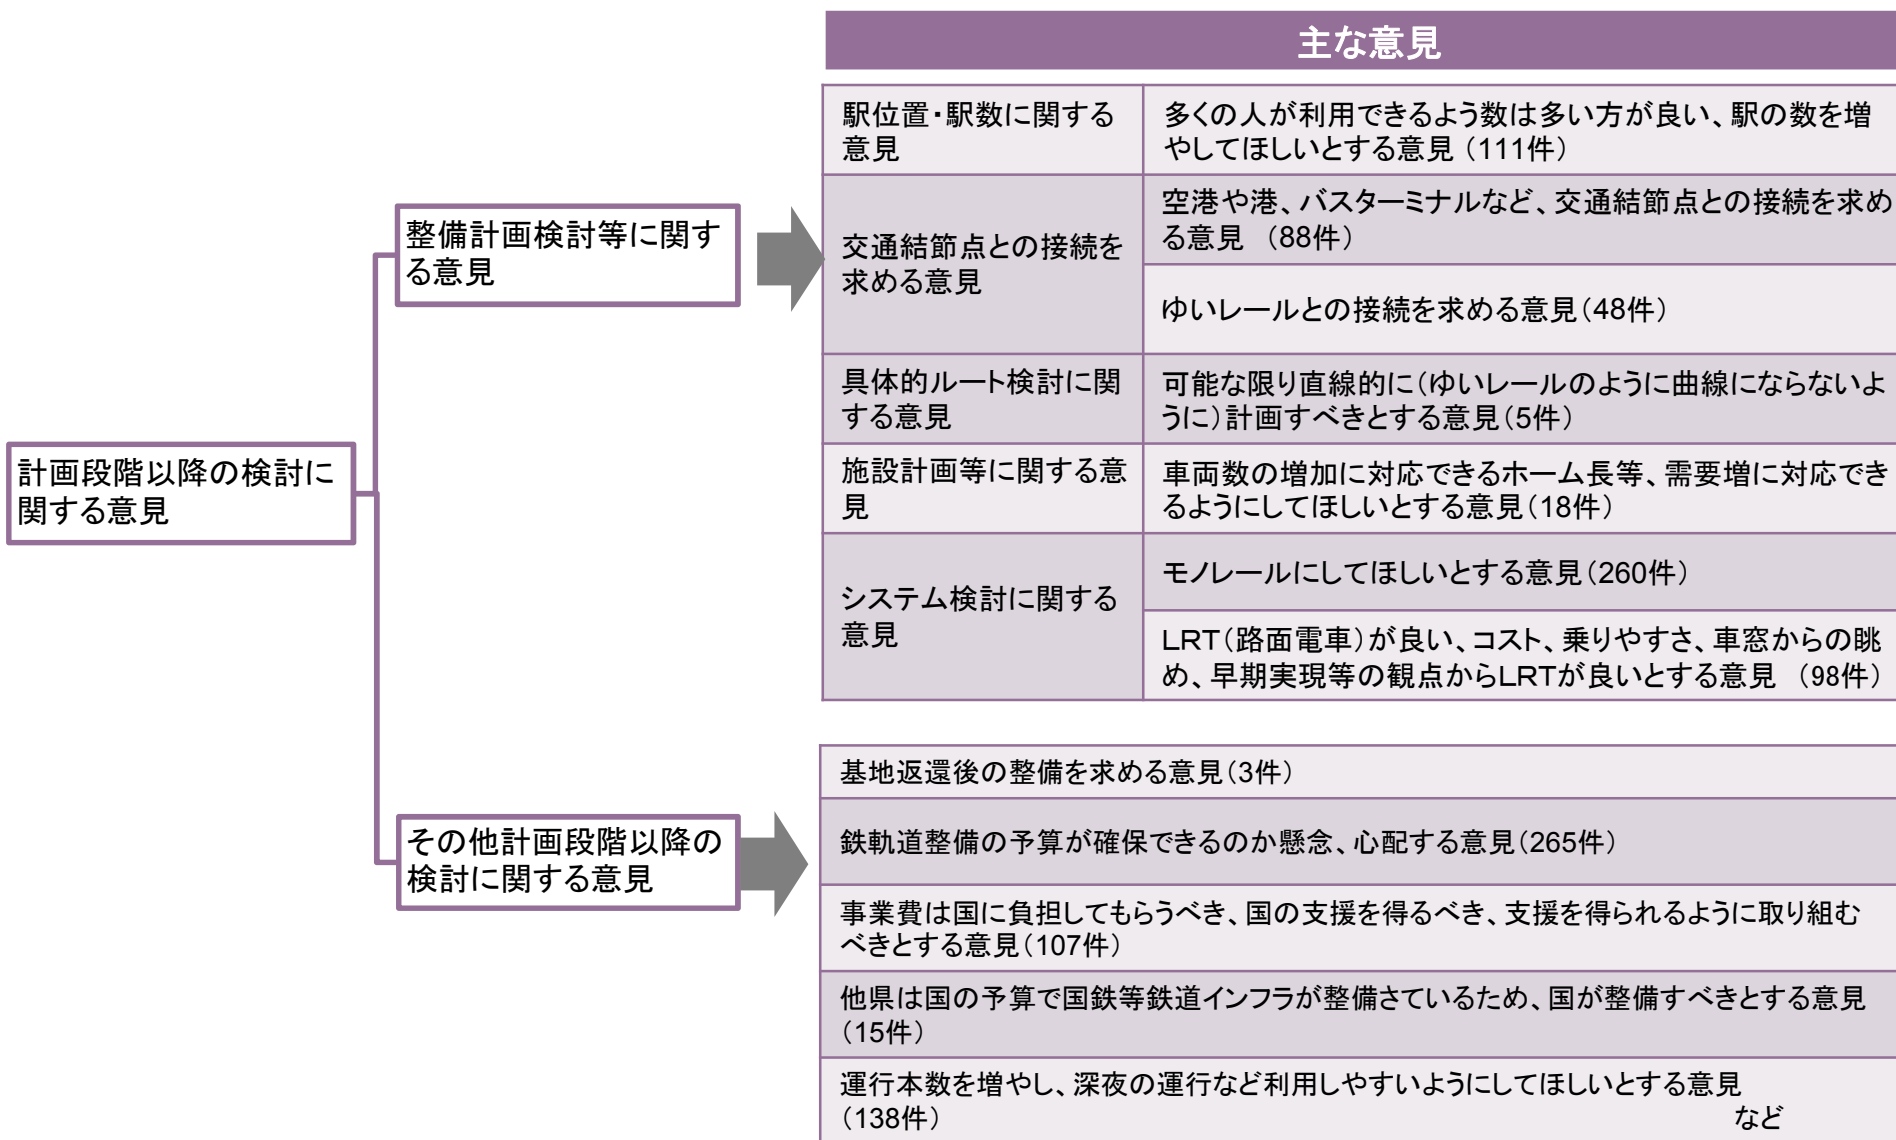 主な意見
計画段階以降の検討に
関する意見
整備計画検討等に関す
る意見
駅位置・駅数に関する
意見
多くの人が利用できるよう数は多い方が良い、駅の数を増
やしてほしいとする意見（111件）
交通結節点との接続を
求める意見
空港や港、バスターミナルなど、交通結節点との接続を求め
る意見　（88件）
ゆいレールとの接続を求める意見（48件）
具体的ルート検討に関
する意見
可能な限り直線的に（ゆいレールのように曲線にならないよ
うに）計画すべきとする意見（5件）
施設計画等に関する意
見
車両数の増加に対応できるホーム長等、需要増に対応でき
るようにしてほしいとする意見（18件）
システム検討に関する
意見
モノレールにしてほしいとする意見（260件）
ＬＲＴ（路面電車）が良い、コスト、乗りやすさ、車窓からの眺
め、早期実現等の観点からＬＲＴが良いとする意見　（98件）
その他計画段階以降の
検討に関する意見
基地返還後の整備を求める意見（3件）
鉄軌道整備の予算が確保できるのか懸念、心配する意見（265件）
事業費は国に負担してもらうべき、国の支援を得るべき、支援を得られるように取り組む
べきとする意見（107件）
他県は国の予算で国鉄等鉄道インフラが整備さているため、国が整備すべきとする意見
（15件）
運行本数を増やし、深夜の運行など利用しやすいようにしてほしいとする意見
（138件）　など